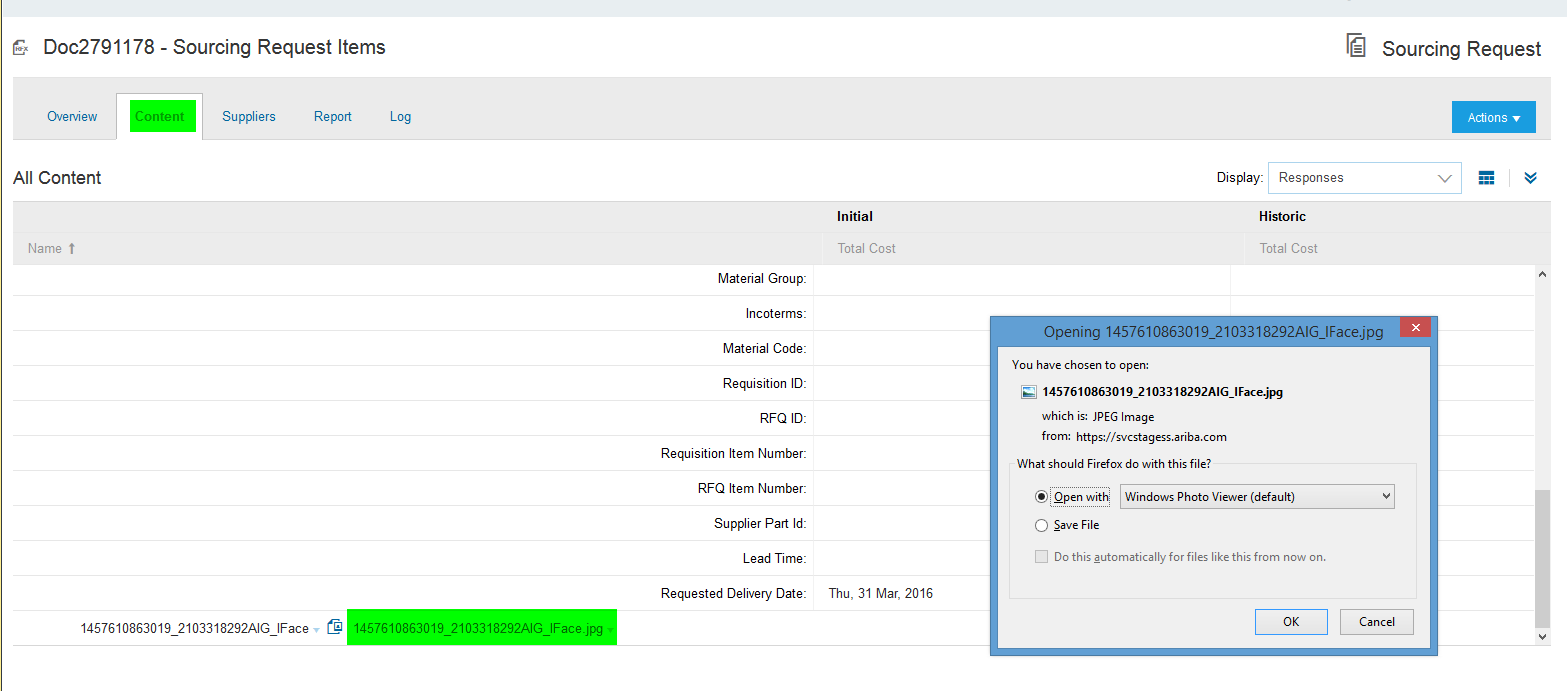 RFX Doc2791178 - Sourcing Request Items
Sourcing Request
Overview Content Suppliers Report Log
Actions
All Content
Display: Responses
Initial Historic
Name Total Cost Total Cost
Material Group:
Incoterms:
Material Code:
Requisition ID:
RFQ ID:
Requisition Item Number:
RFQ Item Number:
Supplier Part Id:
Lead Time:
Requested Delivery Date: Thu, 31 Mar, 2016
1457610863019_2103318292AIG_IFace 1457610863019_2103318292AIG_IFace.jpg
Opening 1457610863019_2103318292AIG_IFace.jpg
You have chosen to open:
1457610863019_2103318292AIG_IFace.jpg
which is: JPEG Image
from: https://svcstagess.ariba.com
What should Firefox do with this file?
Open with Windows Photo Viewer (default)
Save File
Do this automatically for files like this from now on.
OK Cancel